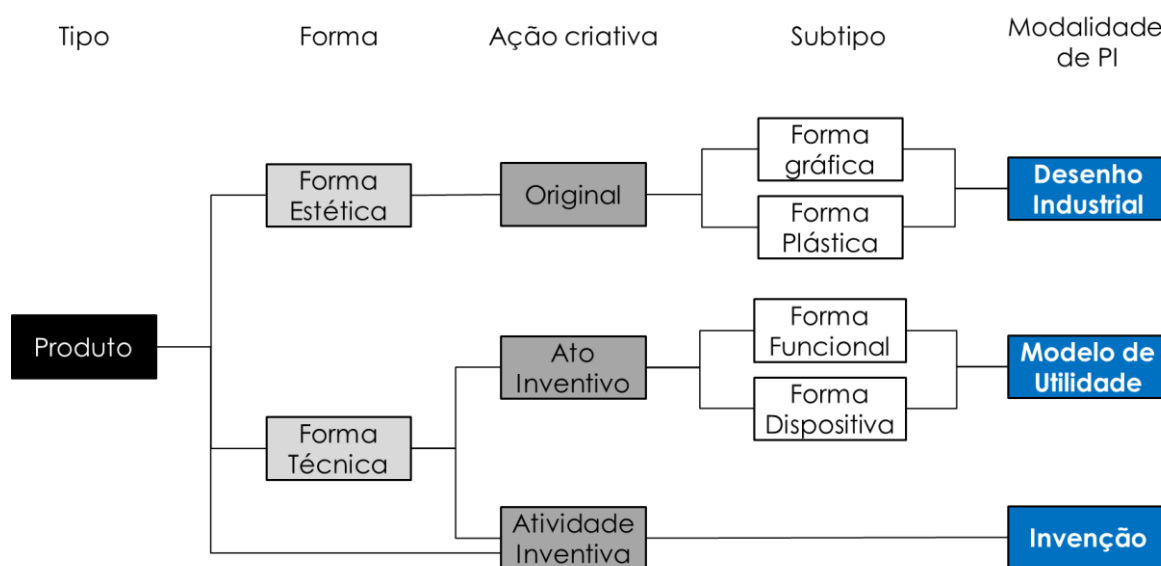 Tipo
Forma
Ação criativa
Subtipo
Modalidade
de PI
Forma
gráfica
Forma
Estética
Original
Desenho
Industrial
Forma
Plástica
Produto
Forma
Funcional
Ato
Inventivo
Modelo de
Utilidade
Forma
Dispositiva
Forma
Técnica
Atividade
Inventiva
Invenção